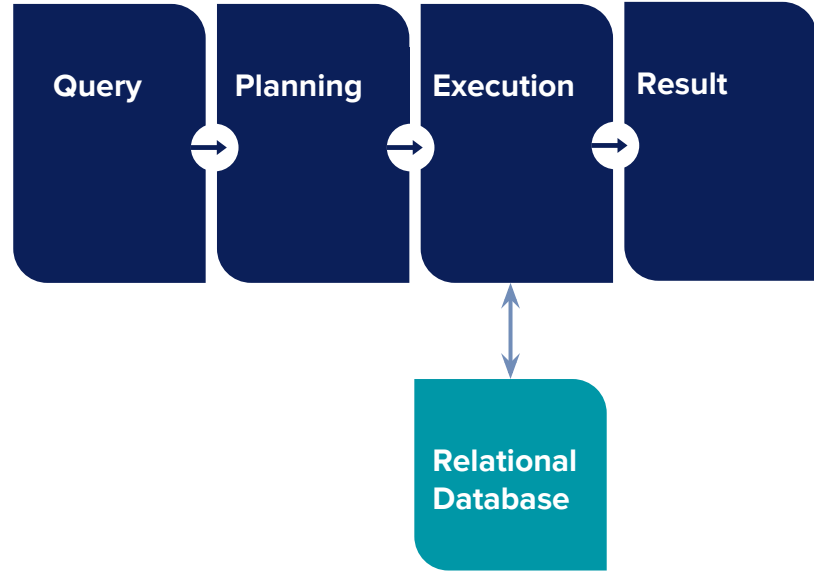 Query
Planning
Execution
Result
Relational
Database